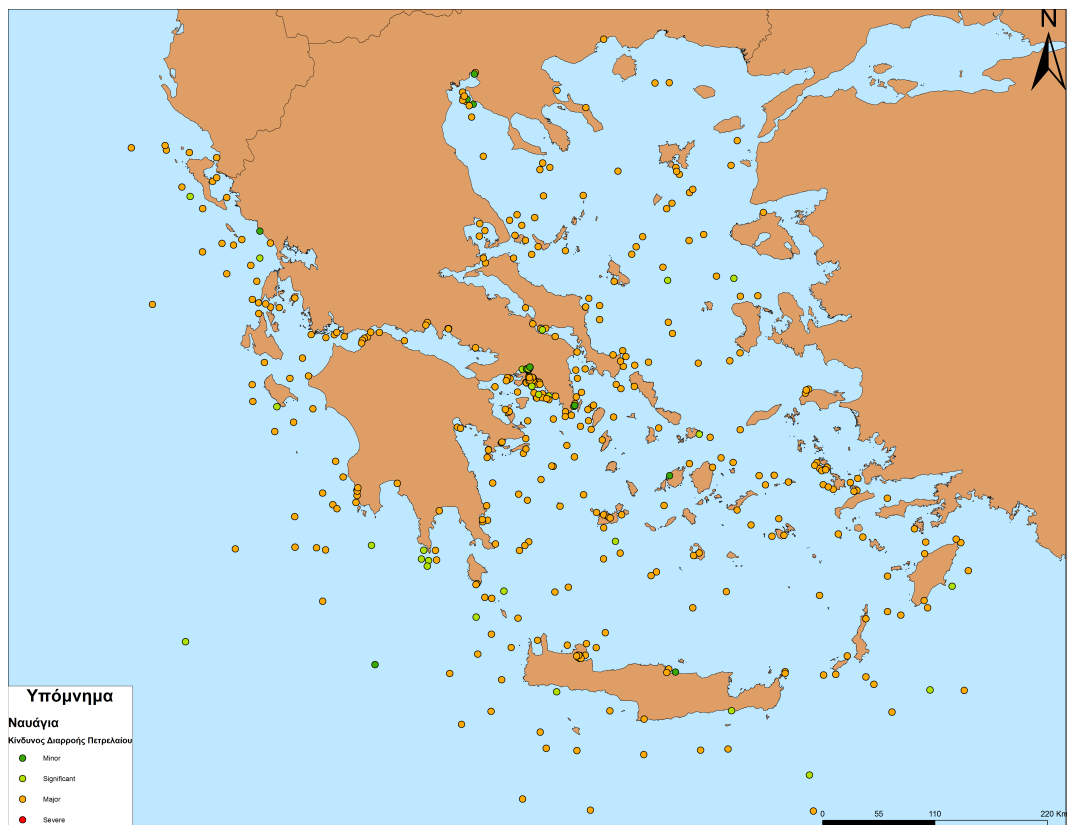 N
Υπόμνημα
Ναυάγια
Κίνδυνος Διαρροής Πετρελαίου
Minor
Significant
Major
Severe
0 55 110 220 Km